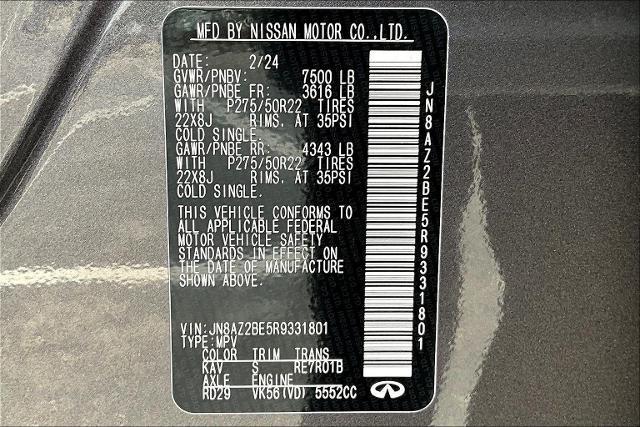 MFD BY NISSAN MOTOR CO.,LTD.
DATE: 2/24
GVWR/PNBV: 7500 LB
GAWR/PNBE FR: 3616 LB
WITH P275/50R22 TIRES
22X8J RIMS, AT 35PSI
COLD SINGLE.
GAWR/PNBE RR: 4343 LB
WITH P275/50R22 TIRES
22X8J RIMS, AT 35PSI
COLD SINGLE.
THIS VEHICLE CONFORMS TO
ALL APPLICABLE FEDERAL
MOTOR VEHICLE SAFETY
STANDARDS IN EFFECT ON
THE DATE OF MANUFACTURE
SHOWN ABOVE.
VIN:JN8AZ2BE5R9331801
TYPE:MPV
COLOR TRIM TRANS
KAV S RE7R01B
AXLE ENGINE
RD29 VK56(VD) 5552CC
JN8AZ2BE5R9331801